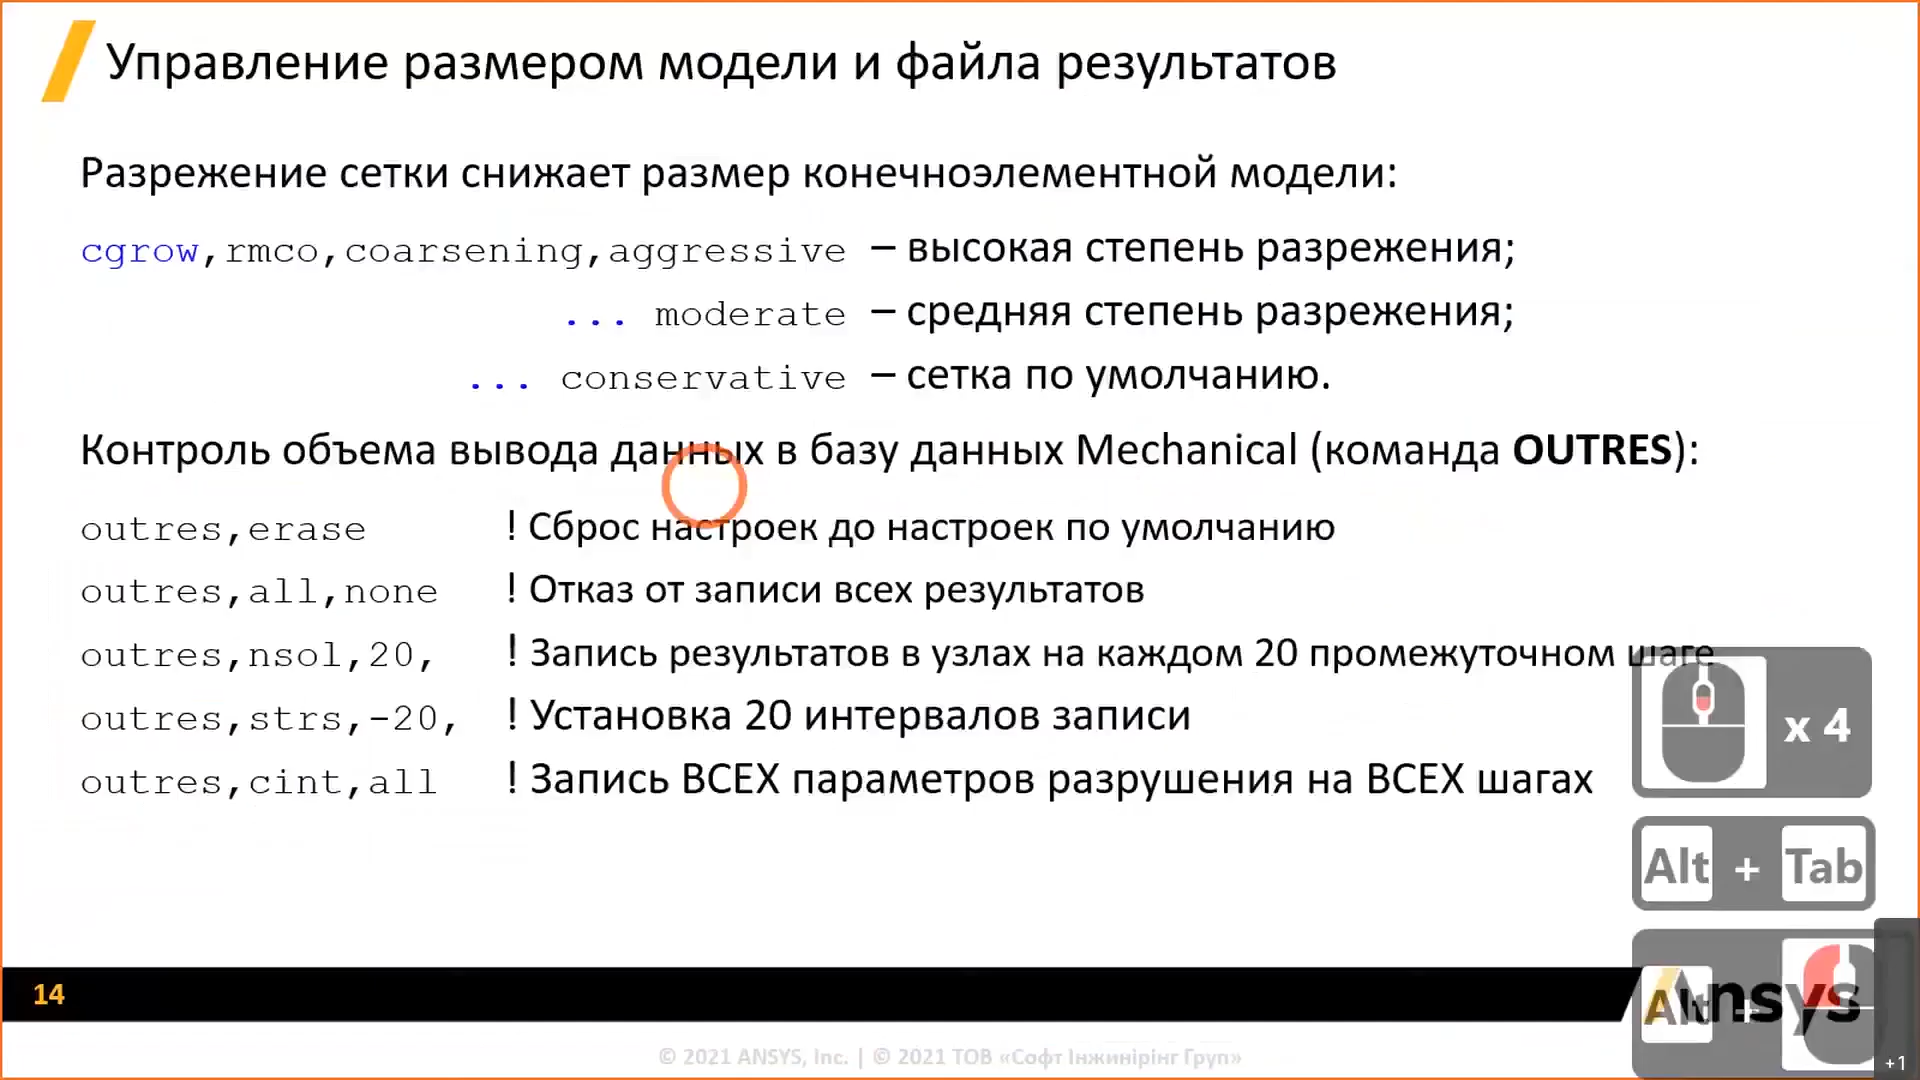 Управление размером модели и файла результатов
Разрежение сетки снижает размер конечноэлементной модели:
cgrow,rmco,coarsening,aggressive – высокая степень разрежения;
... moderate – средняя степень разрежения;
... conservative – сетка по умолчанию.
Контроль объема вывода данных в базу данных Mechanical (команда OUTRES):
outres,erase ! Сброс настроек до настроек по умолчанию
outres,all,none ! Отказ от записи всех результатов
outres,nsol,20, ! Запись результатов в узлах на каждом 20 промежуточном шаге
outres,strs,-20, ! Установка 20 интервалов записи
outres,cint,all ! Запись ВСЕХ параметров разрушения на ВСЕХ шагах
x 4
Alt + Tab
Alt +
Ansys
14
+1
© 2021 ANSYS, Inc. | © 2021 ТОВ «Софт Інжинірінг Груп»